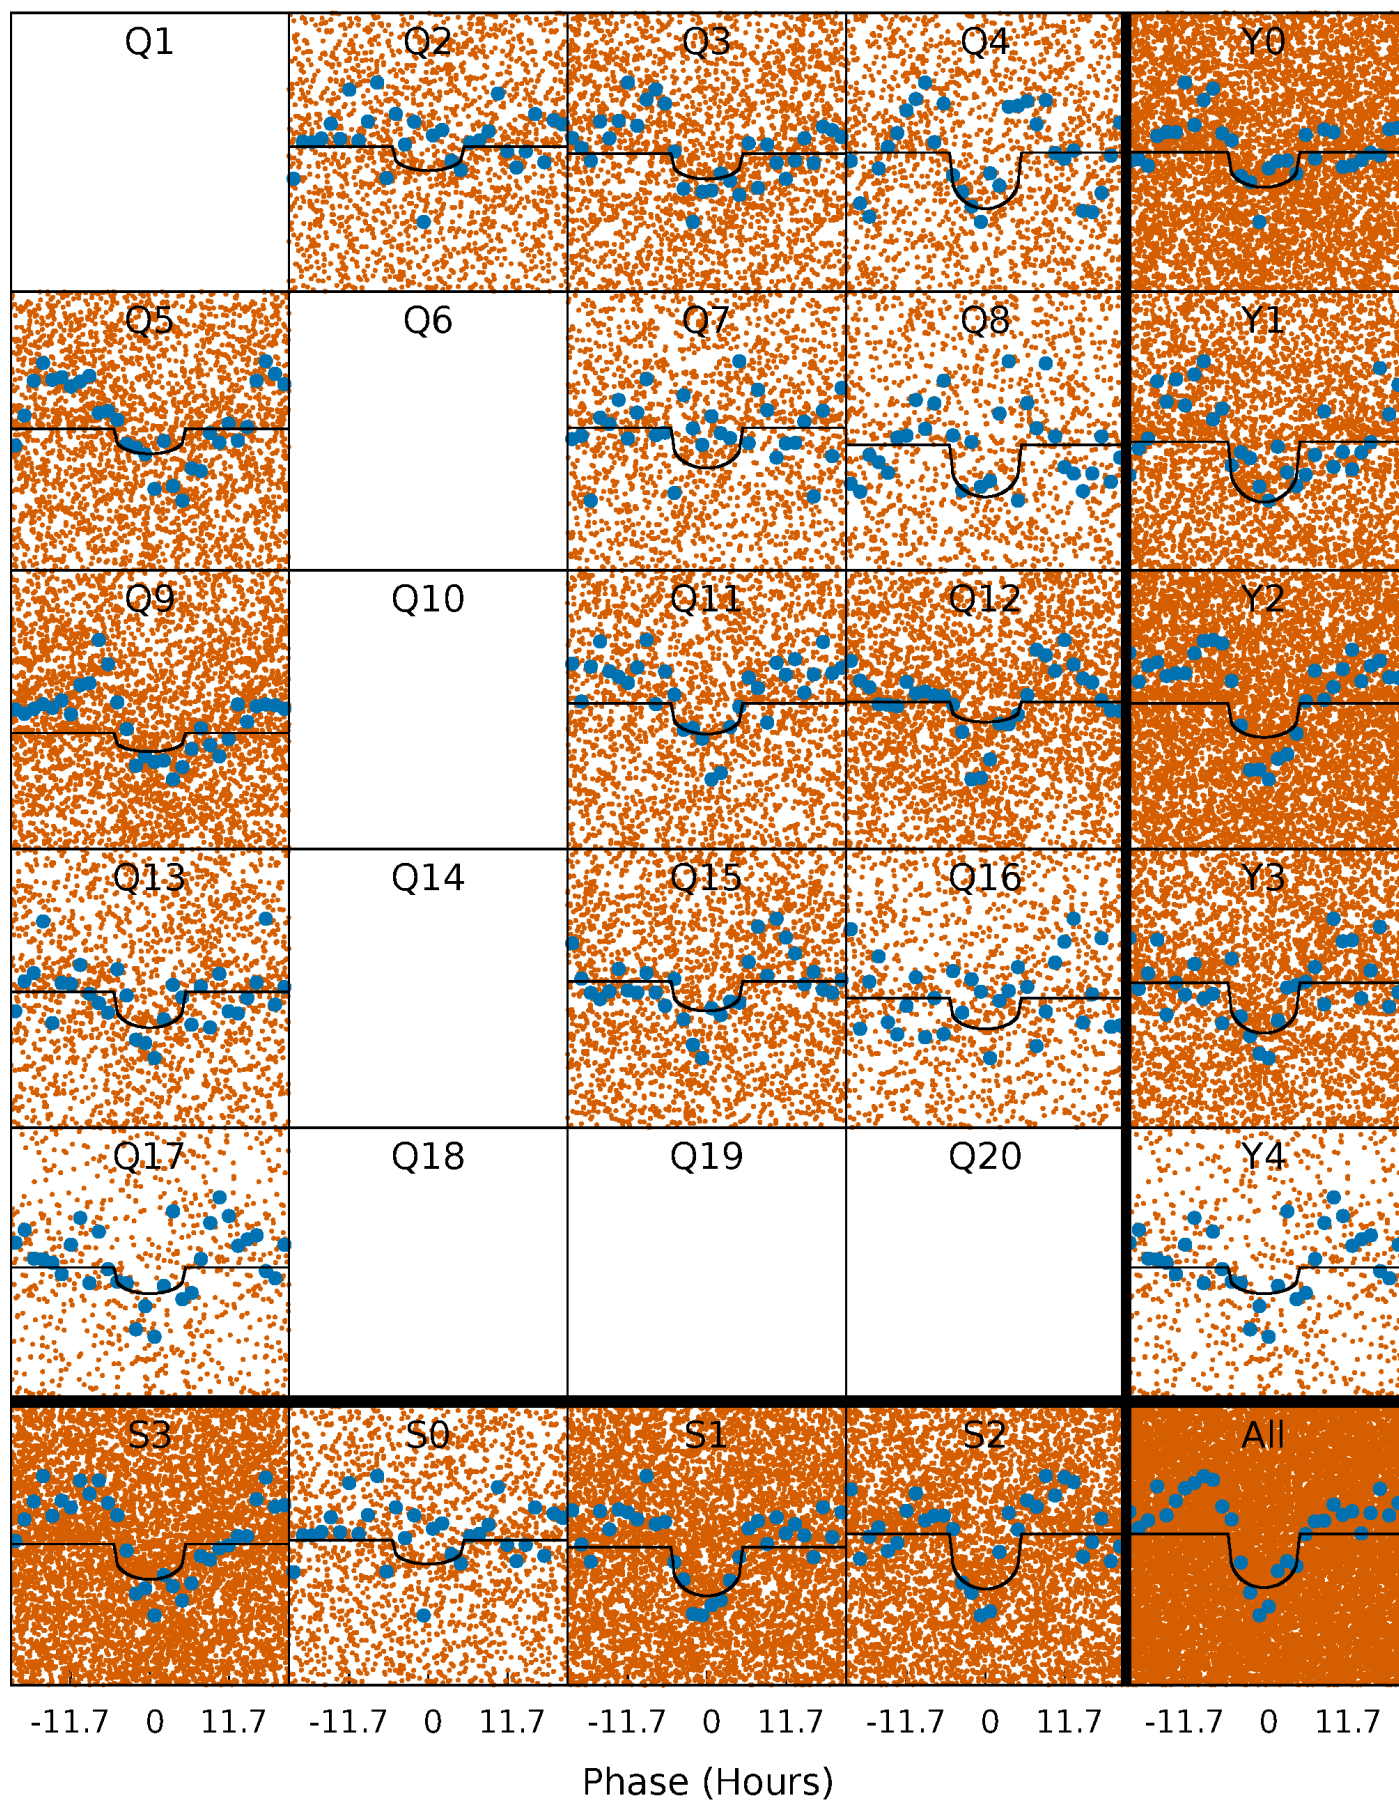 Q1 Q2 Q3 Q4 Y0
Q5 Q6 Q7 Q8 Y1
Q9 Q10 Q11 Q12 Y2
Q13 Q14 Q15 Q16 Y3
Q17 Q18 Q19 Q20 Y4
S3 S0 S1 S2 All
-11.7 0 11.7 -11.7 0 11.7 -11.7 0 11.7 -11.7 0 11.7 -11.7 0 11.7
Phase (Hours)